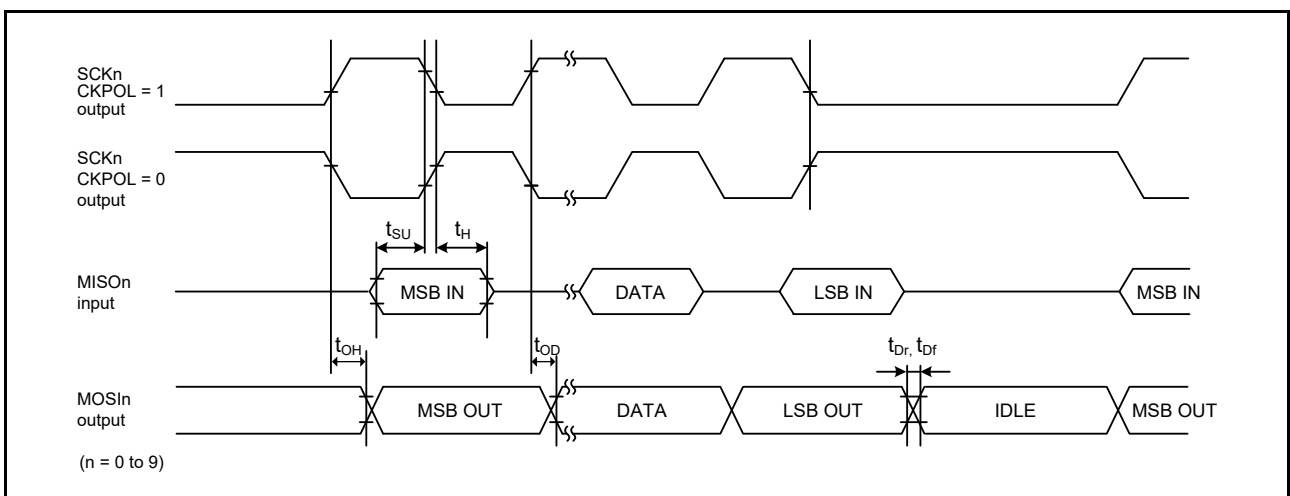 SCKn
CKPOL = 1
output
SCKn
CKPOL = 0
output
tSU
tH
MISOn
input
MSB IN
DATA
LSB IN
MSB IN
tOH
tOD
tDr, tDf
MOSIn
output
MSB OUT
DATA
LSB OUT
IDLE
MSB OUT
(n = 0 to 9)